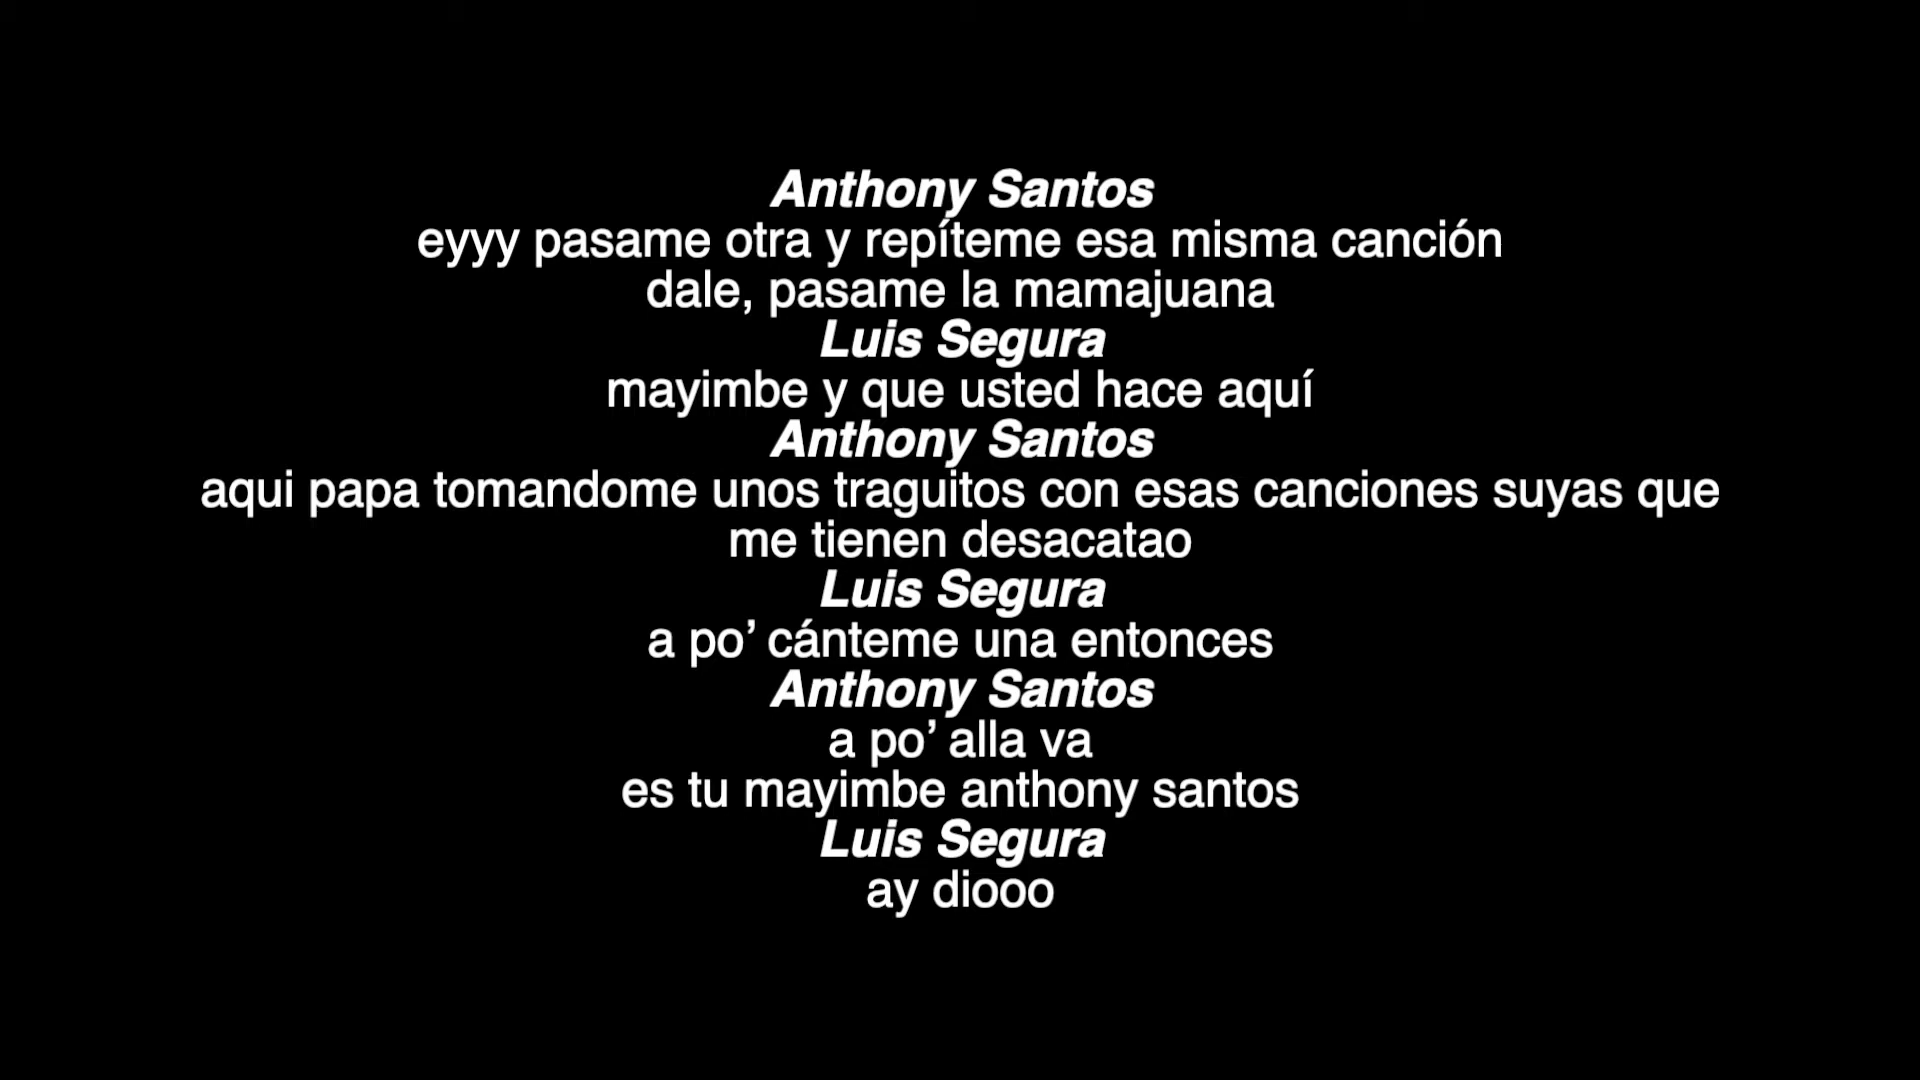 Anthony Santos
eyyy pasame otra y repíteme esa misma canción
dale, pasame la mamajuana
Luis Segura
mayimbe y que usted hace aquí
Anthony Santos
aqui papa tomandome unos traguitos con esas canciones suyas que
me tienen desacatao
Luis Segura
a po’ cánteme una entonces
Anthony Santos
a po’ alla va
es tu mayimbe anthony santos
Luis Segura
ay diooo